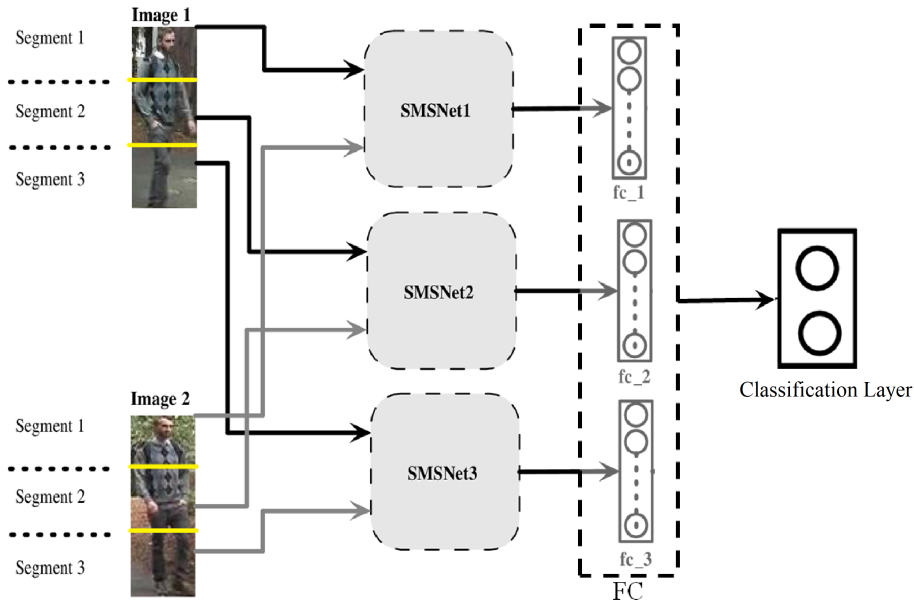 Image 1
Segment 1
Segment 2
Segment 3
SMSNet1
fc_1
SMSNet2
fc_2
Classification Layer
Image 2
Segment 1
Segment 2
Segment 3
SMSNet3
fc_3
FC